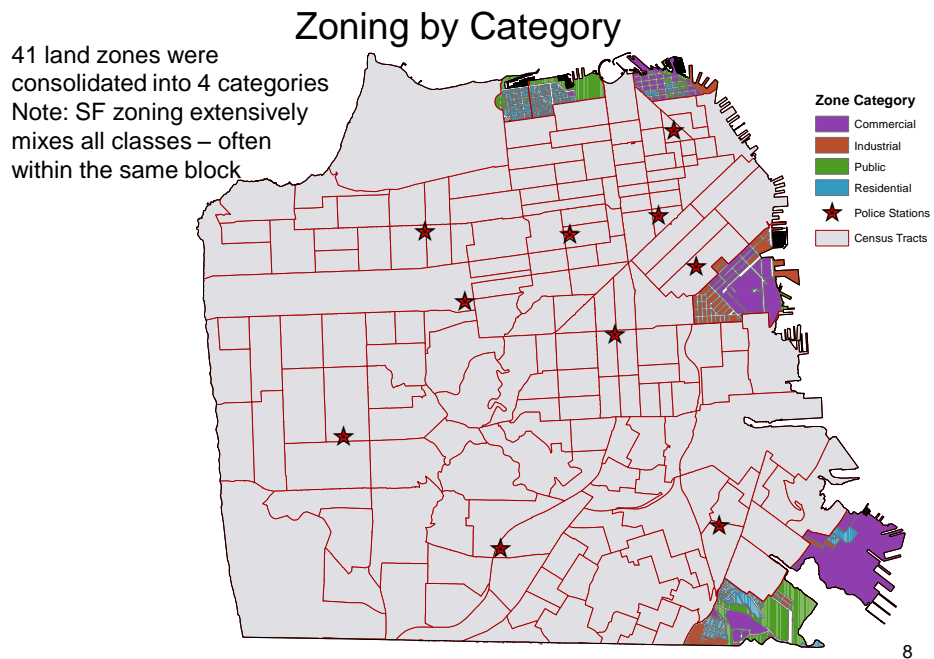 Zoning by Category
41 land zones were
consolidated into 4 categories
Note: SF zoning extensively
mixes all classes – often
within the same block
Zone Category
Commercial
Industrial
Public
Residential
Police Stations
Census Tracts
8